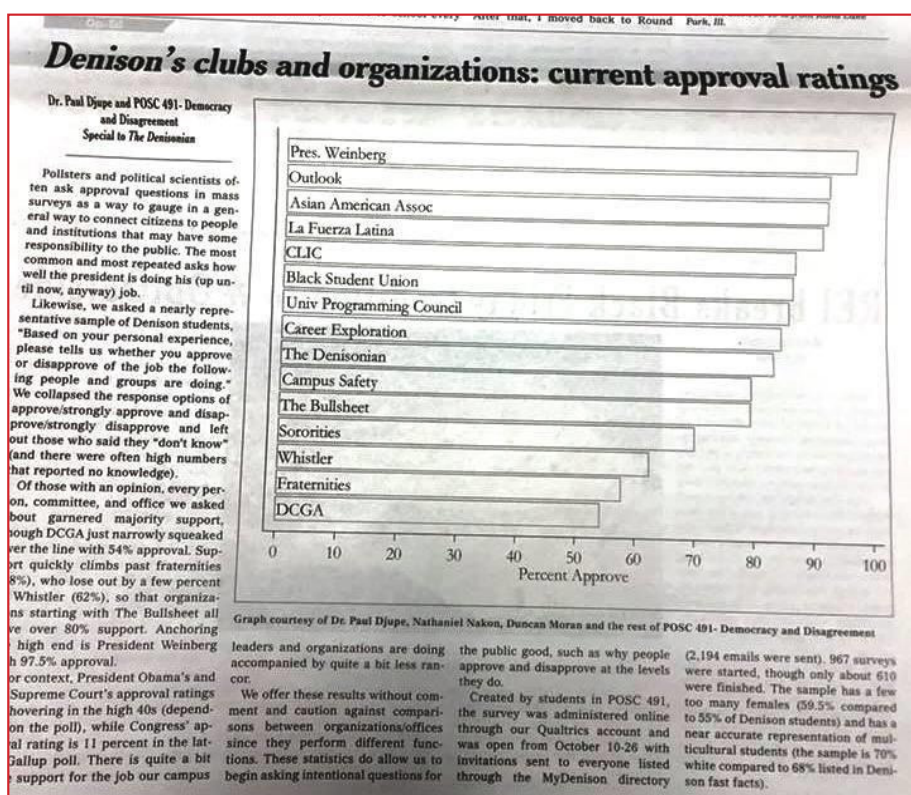 Op-Ed
After that, I moved back to Round
Park, Ill.
Denison's clubs and organizations: current approval ratings
Dr. Paul Djupe and POSC 491- Democracy
and Disagreement
Special to The Denisonian
Pollsters and political scientists of-
ten ask approval questions in mass
surveys as a way to gauge in a gen-
eral way to connect citizens to people
and institutions that may have some
responsibility to the public. The most
common and most repeated asks how
well the president is doing his (up un-
til now, anyway) job.
Likewise, we asked a nearly repre-
sentative sample of Denison students,
"Based on your personal experience,
please tells us whether you approve
or disapprove of the job the follow-
ing people and groups are doing."
We collapsed the response options of
approve/strongly approve and disap-
prove/strongly disapprove and left
out those who said they "don't know"
(and there were often high numbers
hat reported no knowledge).
Of those with an opinion, every per-
on, committee, and office we asked
bout garnered majority support,
ough DCGA just narrowly squeaked
ver the line with 54% approval. Sup-
rt quickly climbs past fraternities
8%), who lose out by a few percent
Whistler (62%), so that organiza-
ns starting with The Bullsheet all
ve over 80% support. Anchoring
high end is President Weinberg
h 97.5% approval.
or context, President Obama's and
Supreme Court's approval ratings
hovering in the high 40s (depend-
on the poll), while Congress' ap-
al rating is 11 percent in the lat-
Gallup poll. There is quite a bit
support for the job our campus
Pres. Weinberg
Outlook
Asian American Assoc
La Fuerza Latina
CLIC
Black Student Union
Univ Programming Council
Career Exploration
The Denisonian
Campus Safety
The Bullsheet
Sororities
Whistler
Fraternities
DCGA
0 10 20 30 40 50 60 70 80 90 100
Percent Approve
Graph courtesy of Dr. Paul Djupe, Nathaniel Nakon, Duncan Moran and the rest of POSC 491- Democracy and Disagreement
leaders and organizations are doing
accompanied by quite a bit less ran-
cor.
We offer these results without com-
ment and caution against compari-
sons between organizations/offices
since they perform different func-
tions. These statistics do allow us to
begin asking intentional questions for
the public good, such as why people
approve and disapprove at the levels
they do.
Created by students in POSC 491,
the survey was administered online
through our Qualtrics account and
was open from October 10-26 with
invitations sent to everyone listed
through the MyDenison directory
(2,194 emails were sent). 967 surveys
were started, though only about 610
were finished. The sample has a few
too many females (59.5% compared
to 55% of Denison students) and has a
near accurate representation of mul-
ticultural students (the sample is 70%
white compared to 68% listed in Deni-
son fast facts).